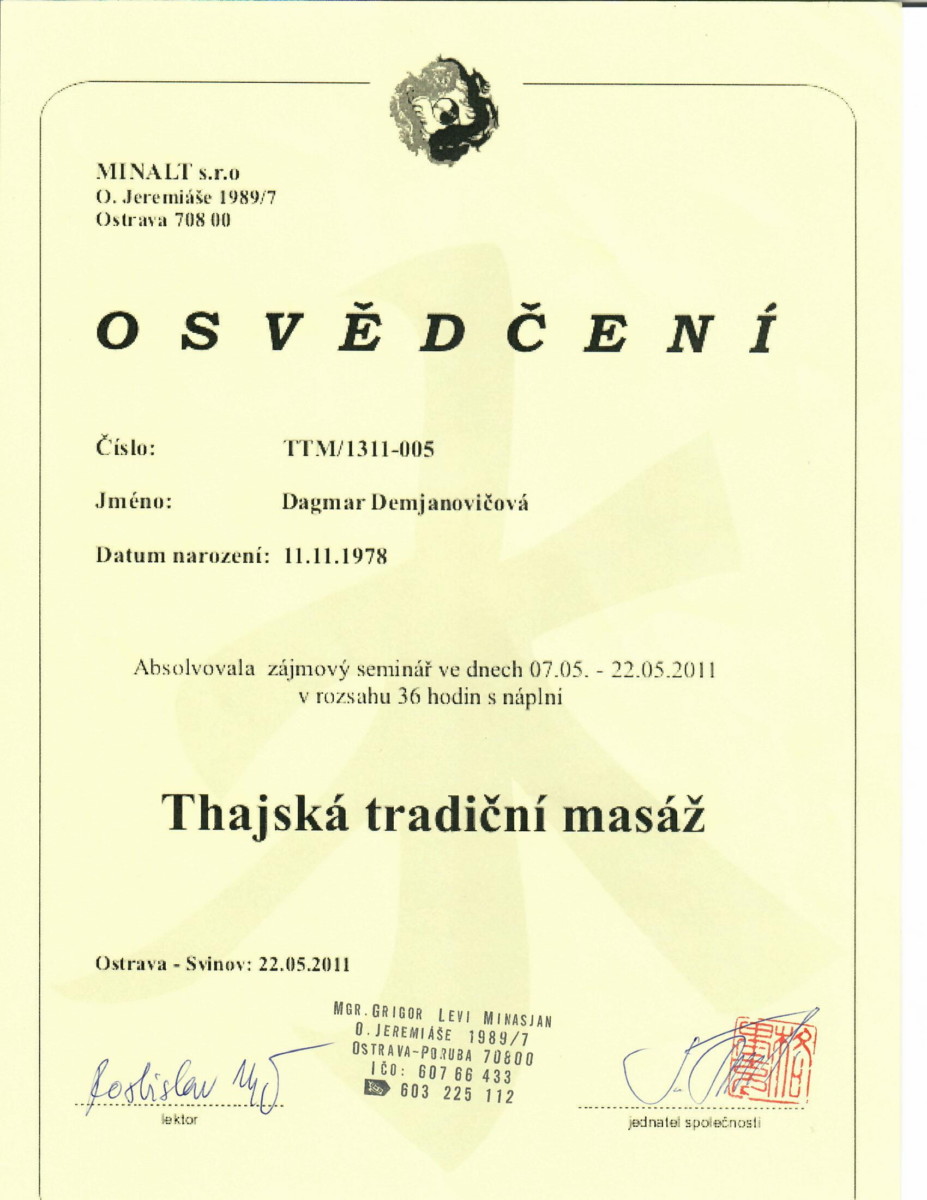 MINALT s.r.o
O. Jeremiáše 1989/7
Ostrava 708 00
OSVĚDČENÍ
Číslo: TTM/1311-005
Jméno: Dagmar Demjanovičová
Datum narození: 11.11.1978
Absolvovala zájmový seminář ve dnech 07.05. - 22.05.2011
v rozsahu 36 hodin s náplní
Thajská tradiční masáž
Ostrava - Svinov: 22.05.2011
MGR. GRIGOR LEVI MINASJAN
O. JEREMIÁŠE 1989/7
OSTRAVA-PORUBA 70800
IČO: 607 66 433
603 225 112
Rostislav
lektor
jednatel společnosti